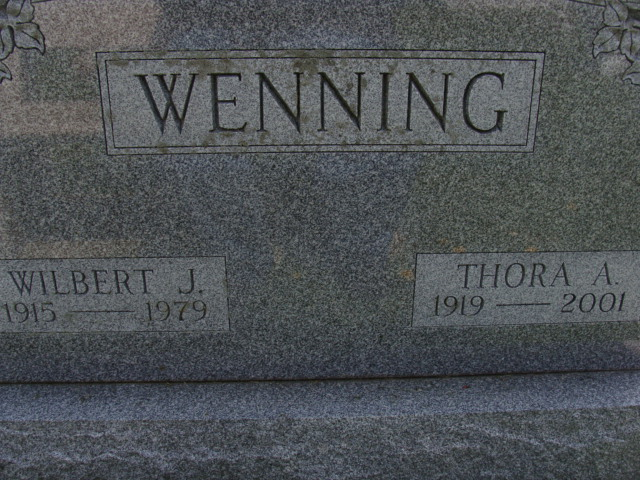 WENNING
WILBERT J.
1915 — 1979
THORA A.
1919 — 2001